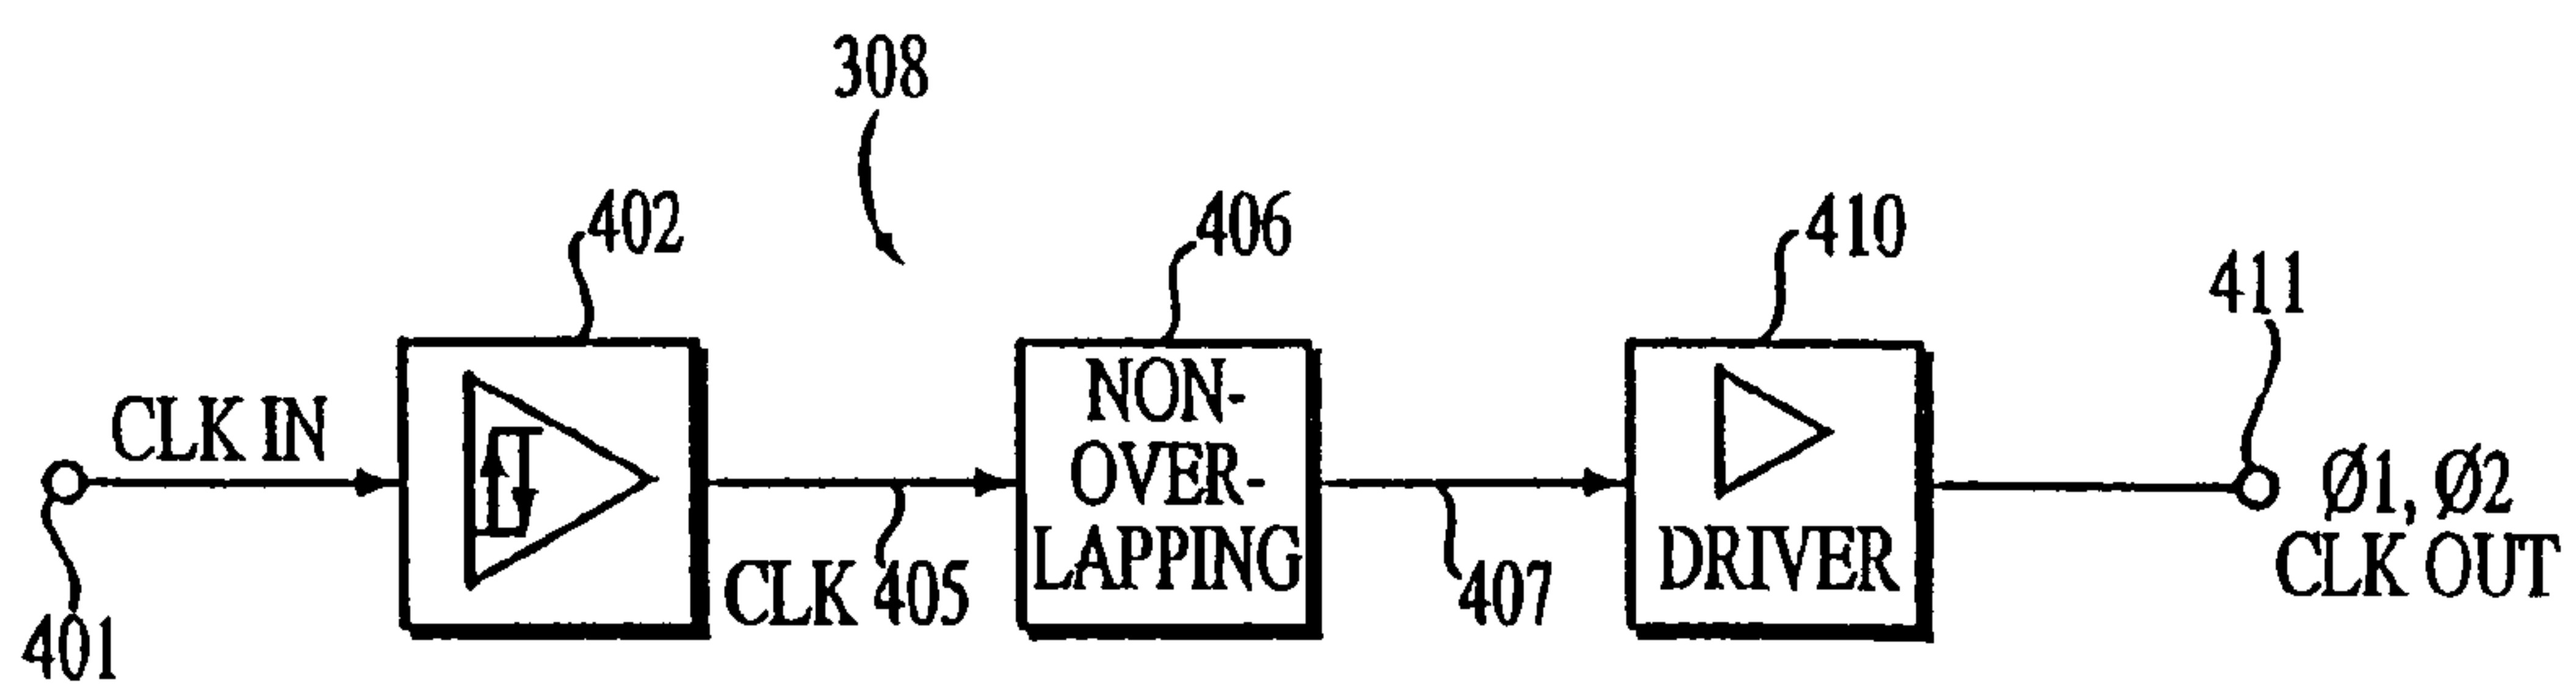 308
402
406
410
411
CLK IN
NON-
OVER-
LAPPING
DRIVER
Ø1, Ø2
CLK OUT
CLK
405
407
401